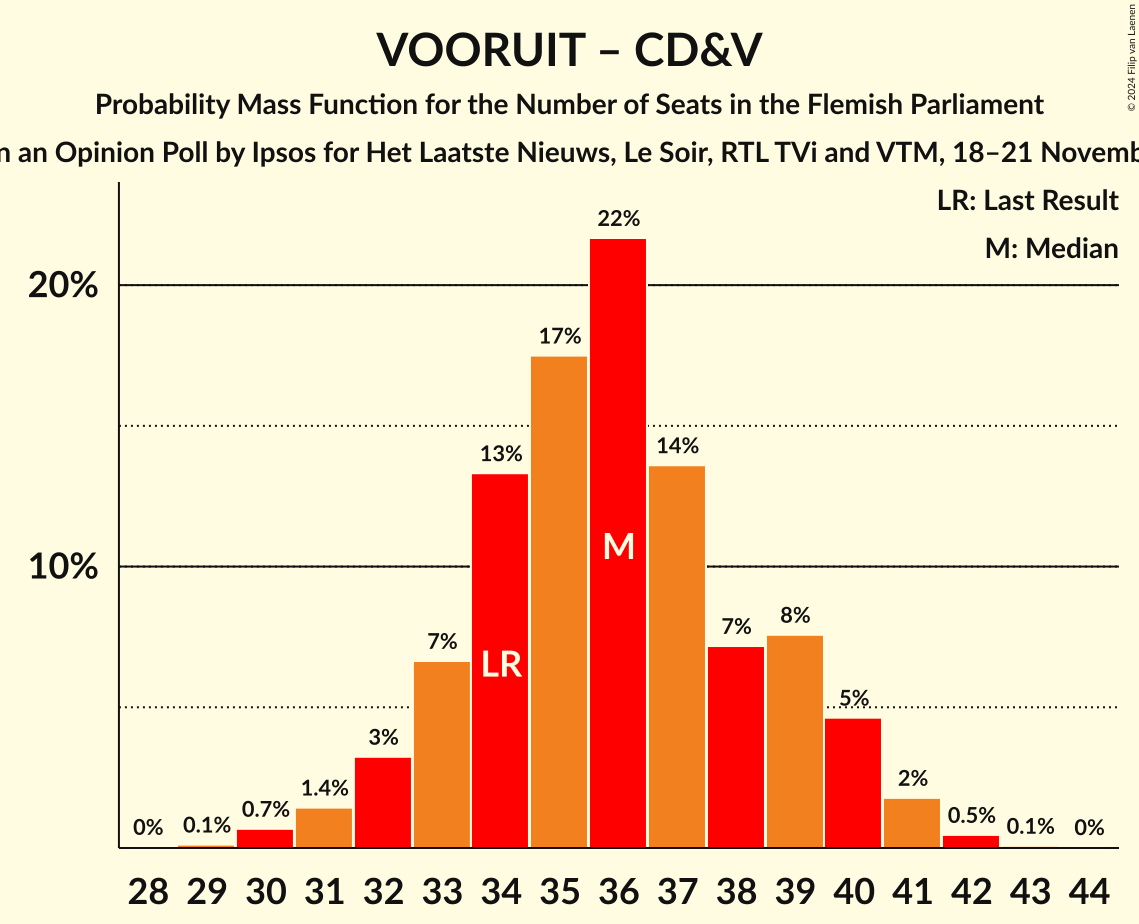 VOORUIT – CD&V
Probability Mass Function for the Number of Seats in the Flemish Parliament
an Opinion Poll by Ipsos for Het Laatste Nieuws, Le Soir, RTL TVi and VTM, 18–21
© 2024 Filip van Laenen
LR: Last Result
M: Median
20%
10%
0% 0.1% 0.7% 1.4% 3% 7% 13% 17% 22% 14% 7% 8% 5% 2% 0.5% 0.1% 0%
LR
M
28 29 30 31 32 33 34 35 36 37 38 39 40 41 42 43 44